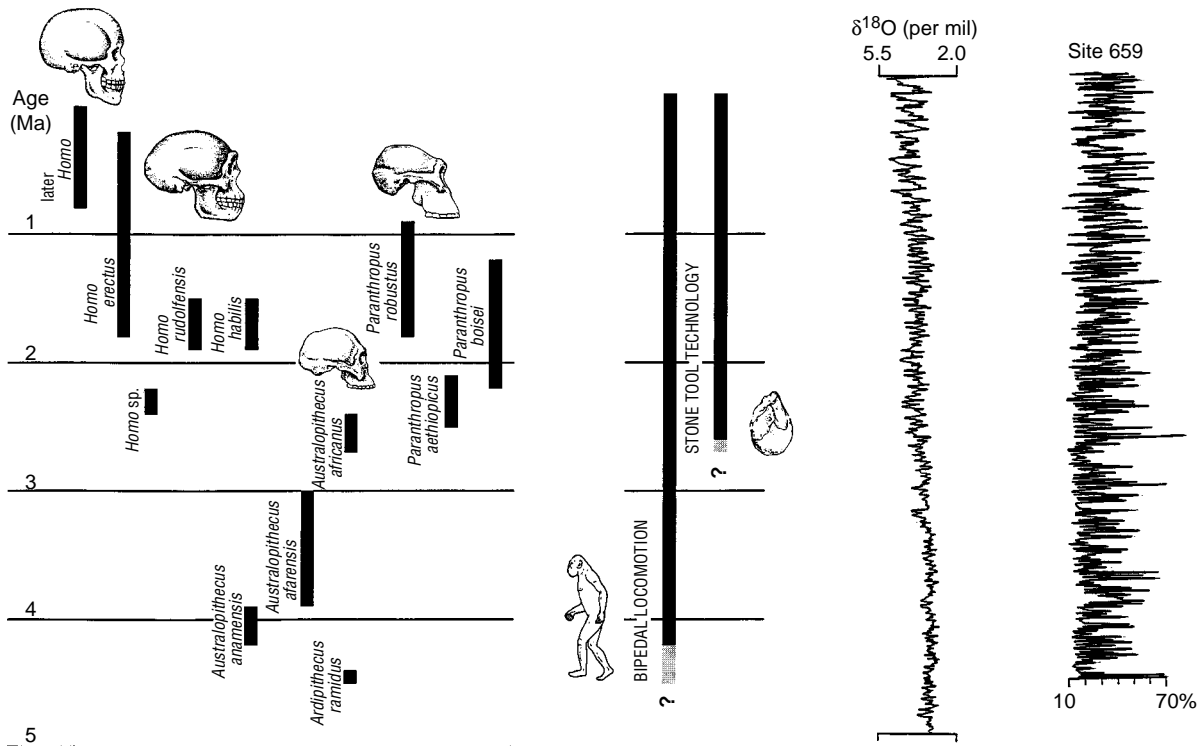 δ18O (per mil)
5.5 2.0
Site 659
Age
(Ma)
later
Homo
1
Homo
erectus
Homo
rudolfensis
Homo
habilis
Paranthropus
robustus
Paranthropus
boisei
2
Homo sp.
Australopithecus
africanus
Paranthropus
aethiopicus
STONE TOOL TECHNOLOGY
?
3
Australopithecus
afarensis
BIPEDAL LOCOMOTION
4
Australopithecus
anamensis
Ardipithecus
ramidus
?
10 70%
5